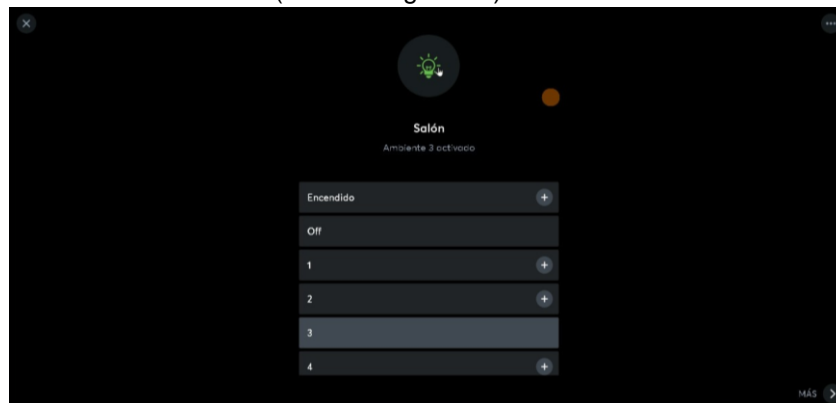 Salón
Ambiente 3 activado
Encendido
Off
1
2
3
4
MÁS